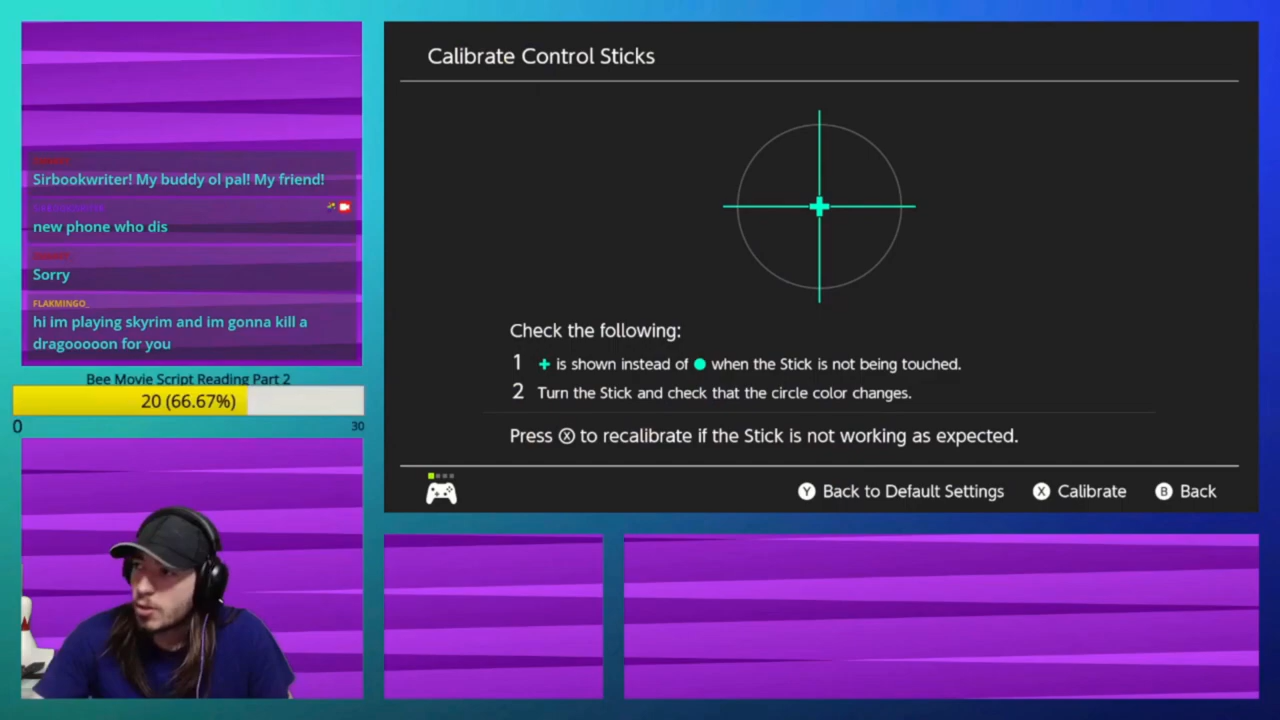 Calibrate Control Sticks
Sirbookwriter! My buddy ol pal! My friend!
new phone who dis
Sorry
FLAKMINGO_
hi im playing skyrim and im gonna kill a
dragooooon for you
Bee Movie Script Reading Part 2
20 (66.67%)
0
30
Check the following:
1 + is shown instead of ● when the Stick is not being touched.
2 Turn the Stick and check that the circle color changes.
Press Ⓧ to recalibrate if the Stick is not working as expected.
Ⓨ Back to Default Settings Ⓧ Calibrate Ⓑ Back